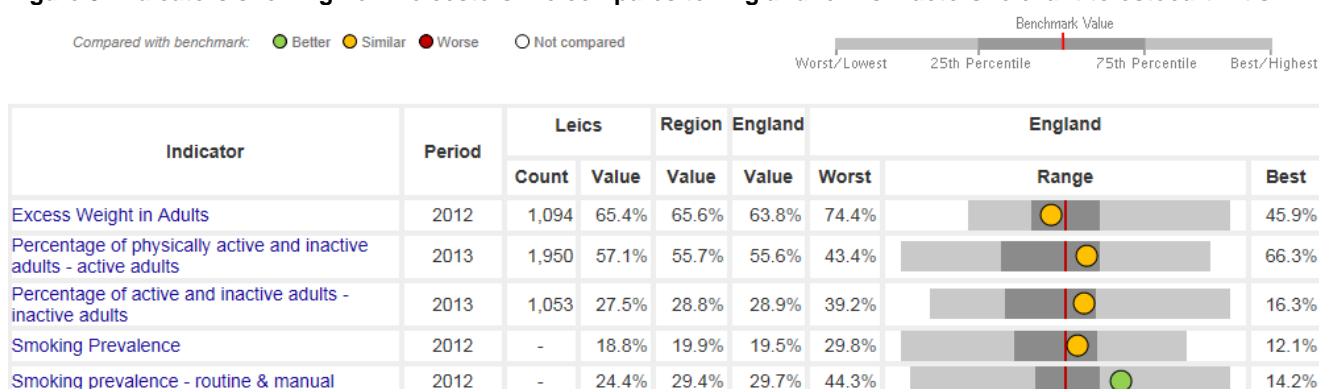 Benchmark Value
Compared with benchmark: Better Similar Worse Not compared
Worst/Lowest 25th Percentile 75th Percentile Best/Highest
Indicator Period Leics Region England England
Count Value Value Value Worst Range Best
Excess Weight in Adults 2012 1,094 65.4% 65.6% 63.8% 74.4% 45.9%
Percentage of physically active and inactive
adults - active adults 2013 1,950 57.1% 55.7% 55.6% 43.4% 66.3%
Percentage of active and inactive adults -
inactive adults 2013 1,053 27.5% 28.8% 28.9% 39.2% 16.3%
Smoking Prevalence 2012 - 18.8% 19.9% 19.5% 29.8% 12.1%
Smoking prevalence - routine & manual 2012 - 24.4% 29.4% 29.7% 44.3% 14.2%